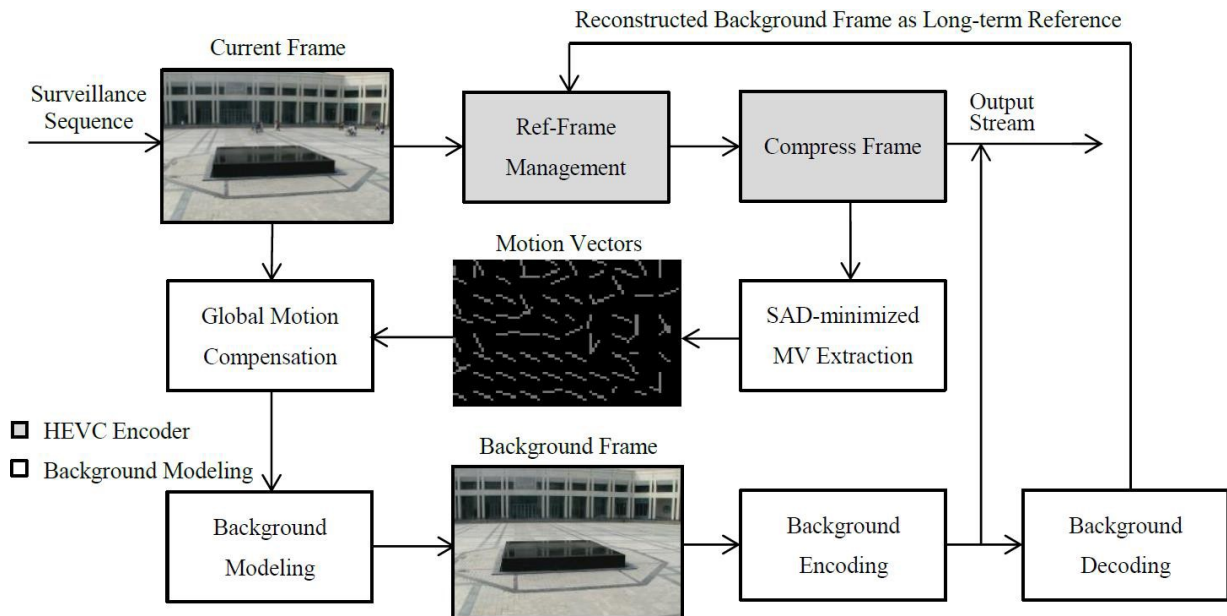 Reconstructed Background Frame as Long-term Reference
Current Frame
Surveillance
Sequence
Ref-Frame
Management
Compress Frame
Output
Stream
Motion Vectors
Global Motion
Compensation
SAD-minimized
MV Extraction
HEVC Encoder
Background Modeling
Background Frame
Background
Modeling
Background
Encoding
Background
Decoding